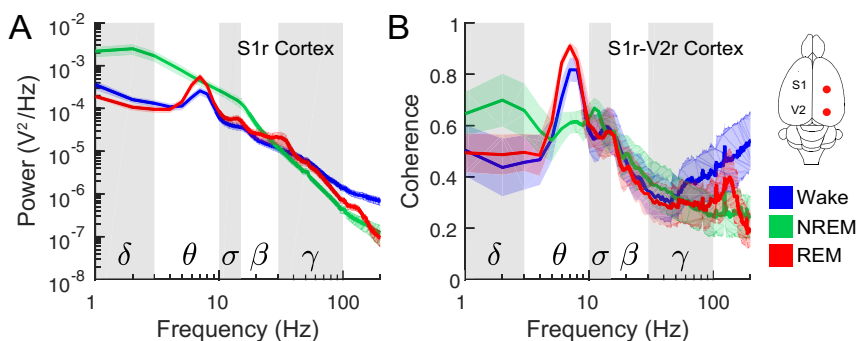 A
S1r Cortex
Power (V²/Hz)
10⁻²
10⁻³
10⁻⁴
10⁻⁵
10⁻⁶
10⁻⁷
10⁻⁸
δ θ σ β γ
1 10 100
Frequency (Hz)
B
S1r-V2r Cortex
Coherence
1
0.8
0.6
0.4
0.2
0
δ θ σ β γ
1 10 100
Frequency (Hz)
S1
V2
Wake
NREM
REM